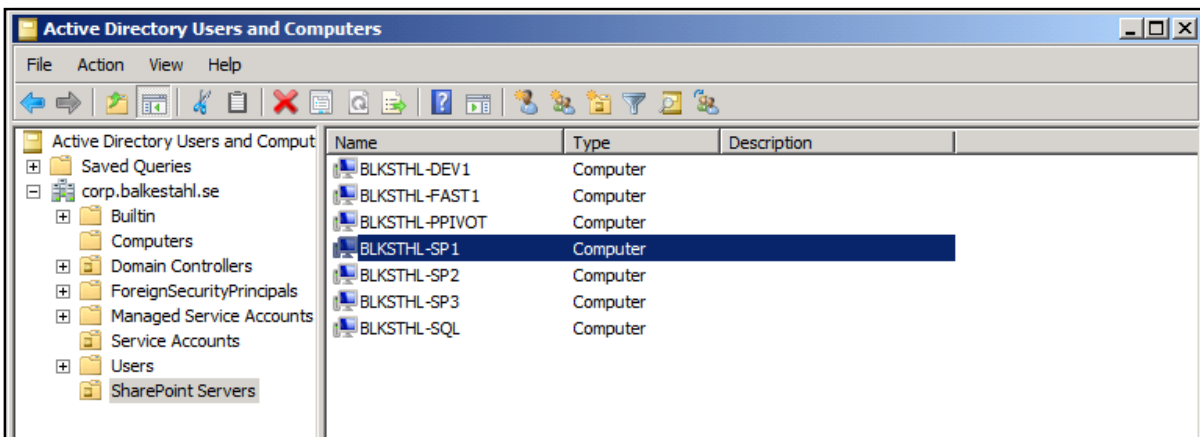 Active Directory Users and Computers
File Action View Help
Active Directory Users and Comput
Saved Queries
corp.balkestahl.se
Builtin
Computers
Domain Controllers
ForeignSecurityPrincipals
Managed Service Accounts
Service Accounts
Users
SharePoint Servers
Name Type Description
BLKSTHL-DEV1 Computer
BLKSTHL-FAST1 Computer
BLKSTHL-PPIVOT Computer
BLKSTHL-SP1 Computer
BLKSTHL-SP2 Computer
BLKSTHL-SP3 Computer
BLKSTHL-SQL Computer